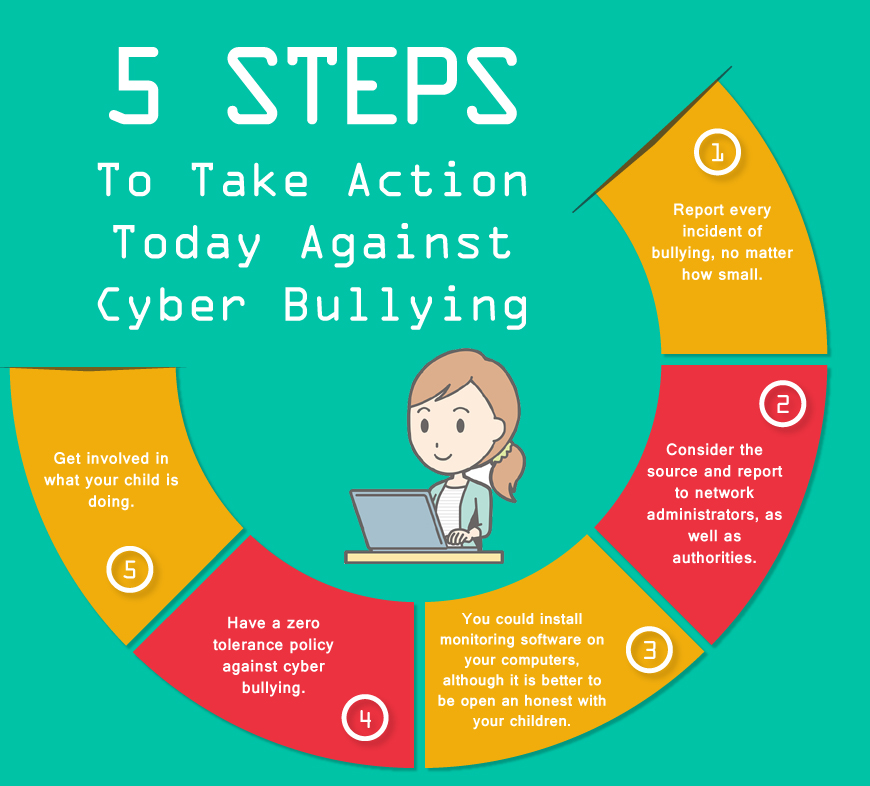 5 STEPS
To Take Action
Today Against
Cyber Bullying
1
Report every
incident of
bullying, no matter
how small.
2
Consider the
source and report
to network
administrators, as
well as
authorities.
3
You could install
monitoring software on
your computers,
although it is better to
be open an honest with
your children.
4
Have a zero
tolerance policy
against cyber
bullying.
5
Get involved in
what your child is
doing.